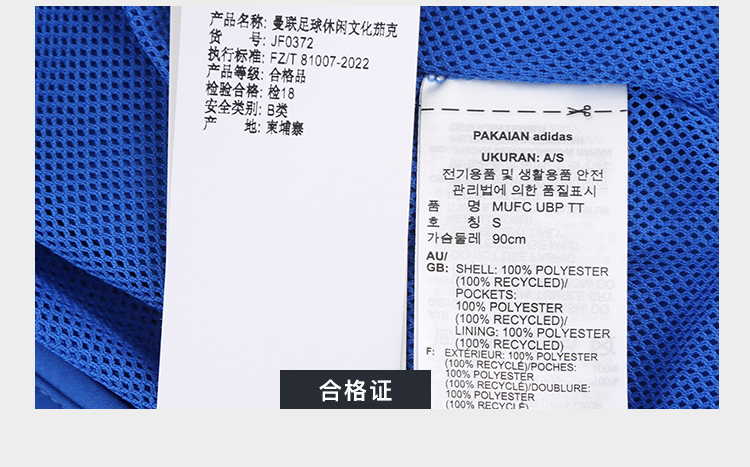 产品名称: 曼联足球休闲文化茄克
货 号: JF0372
执行标准: FZ/T 81007-2022
产品等级: 合格品
检验合格: 检18
安全类别: B类
产 地: 柬埔寨
PAKAIAN adidas
UKURAN: A/S
전기용품 및 생활용품 안전
관리법에 의한 품질표시
품 명 MUFC UBP TT
호 칭 S
가슴둘레 90cm
AU/
GB: SHELL: 100% POLYESTER
(100% RECYCLED)/
POCKETS:
100% POLYESTER
(100% RECYCLED)/
LINING: 100% POLYESTER
(100% RECYCLED)
F: EXTÉRIEUR: 100% POLYESTER
(100% RECYCLÉ)/POCHES:
100% POLYESTER
(100% RECYCLÉ)/DOUBLURE:
100% POLYESTER
(100% RECYCLÉ)
合格证